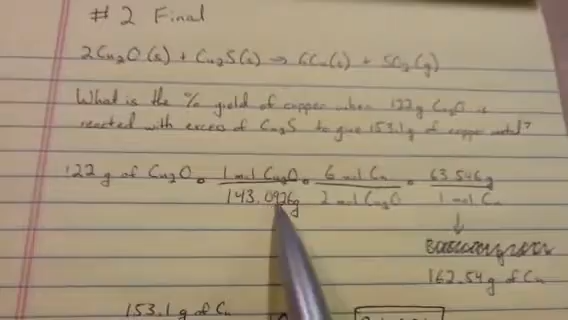 # 2 Final
2Cu₂O(s) + Cu₂S(s) → 6Cu(s) + SO₂(g)
What is the % yield of copper when 122g Cu₂O is
reacted with excess of Cu₂S to give 153.1g of copper metal?
122g of Cu₂O • 1 mol Cu₂O • 6 mol Cu • 63.546g
143.0926g 2 mol Cu₂O 1 mol Cu
↓
162.54g of Cu
153.1 g of Cu